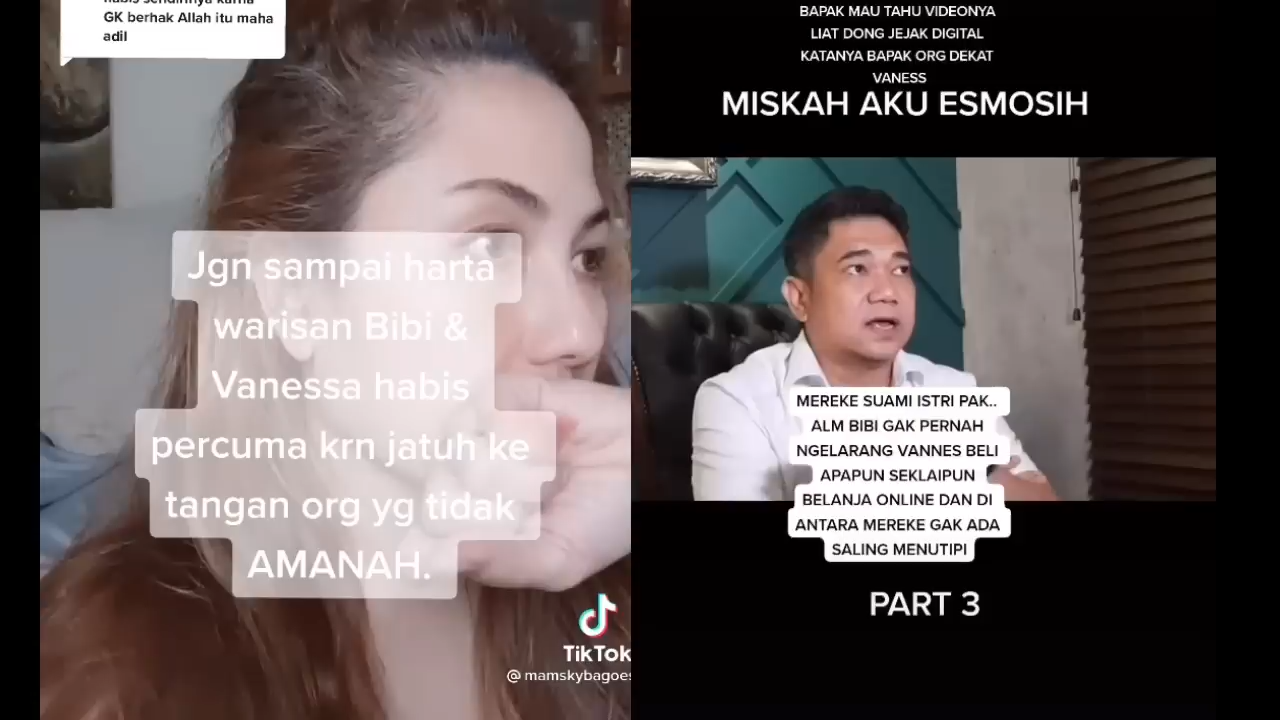 GK berhak Allah itu maha
adil
Jgn sampai harta
warisan Bibi &
Vanessa habis
percuma krn jatuh ke
tangan org yg tidak
AMANAH.
TikTok
@ mamskybagoes
BAPAK MAU TAHU VIDEONYA
LIAT DONG JEJAK DIGITAL
KATANYA BAPAK ORG DEKAT
VANESS
MISKAH AKU ESMOSIH
MEREKE SUAMI ISTRI PAK..
ALM BIBI GAK PERNAH
NGELARANG VANNES BELI
APAPUN SEKLAIPUN
BELANJA ONLINE DAN DI
ANTARA MEREKE GAK ADA
SALING MENUTIPI
PART 3